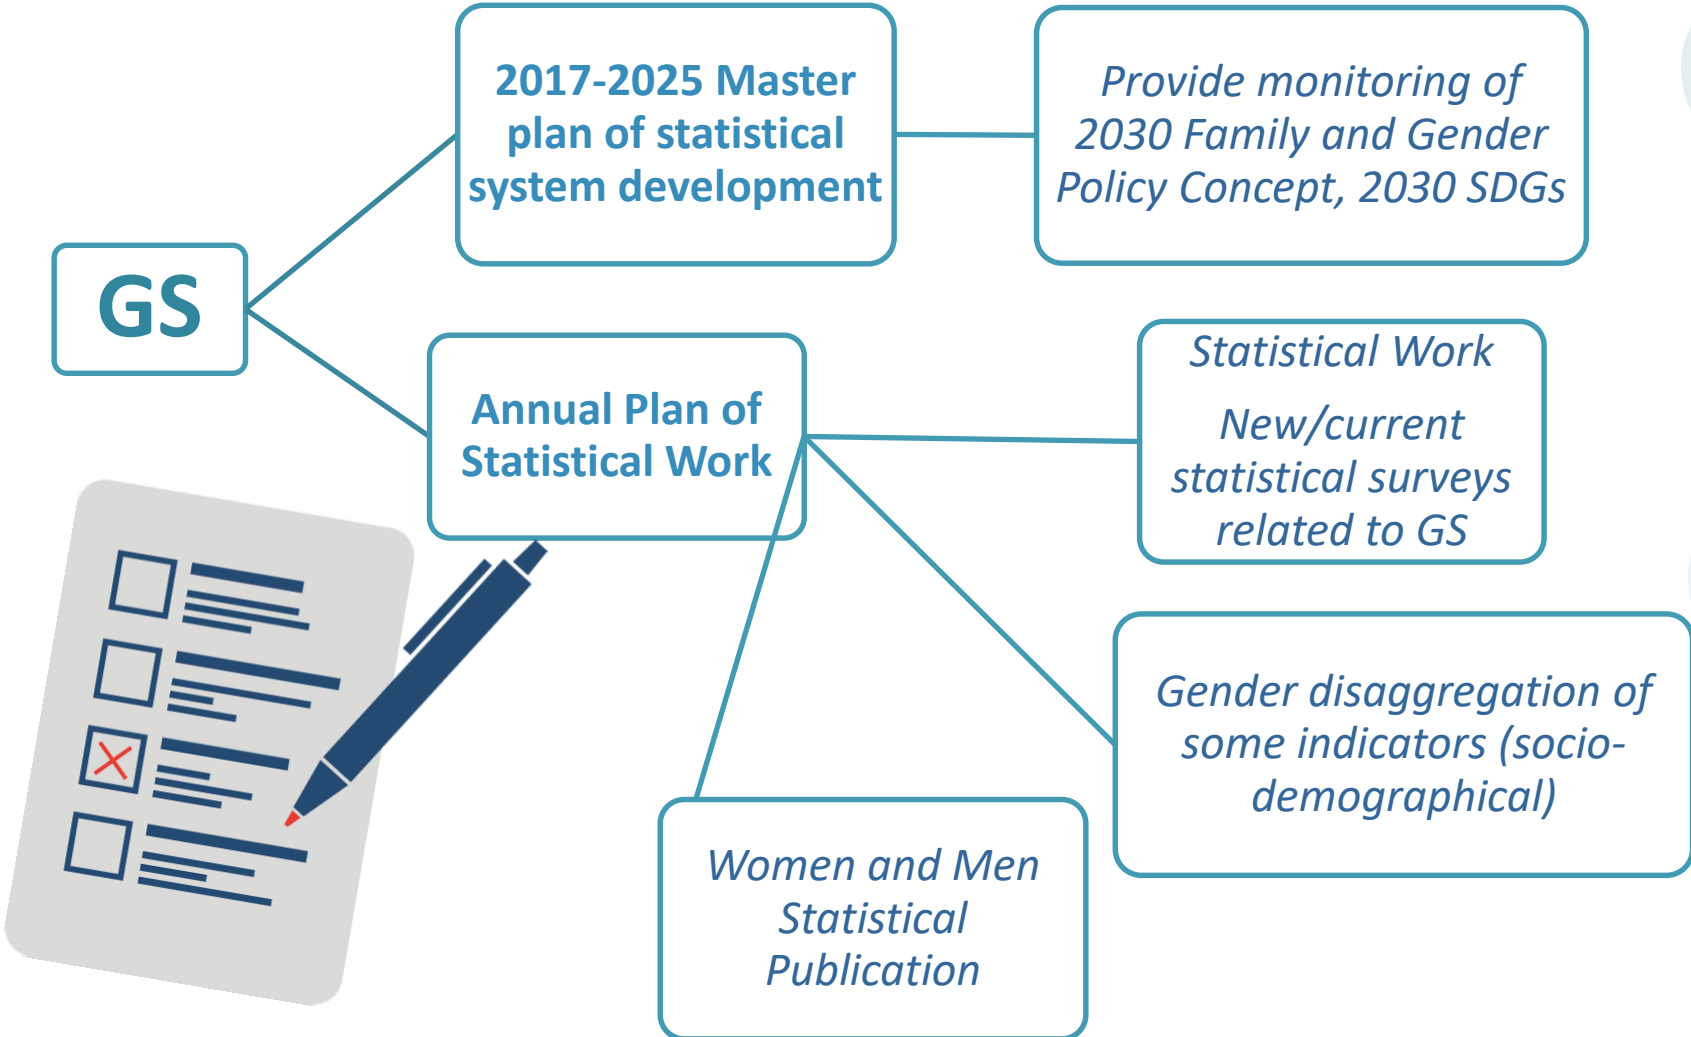 GS
2017-2025 Master
plan of statistical
system development
Provide monitoring of
2030 Family and Gender
Policy Concept, 2030 SDGs
Annual Plan of
Statistical Work
Statistical Work
New/current
statistical surveys
related to GS
Gender disaggregation of
some indicators (socio-
demographical)
Women and Men
Statistical
Publication